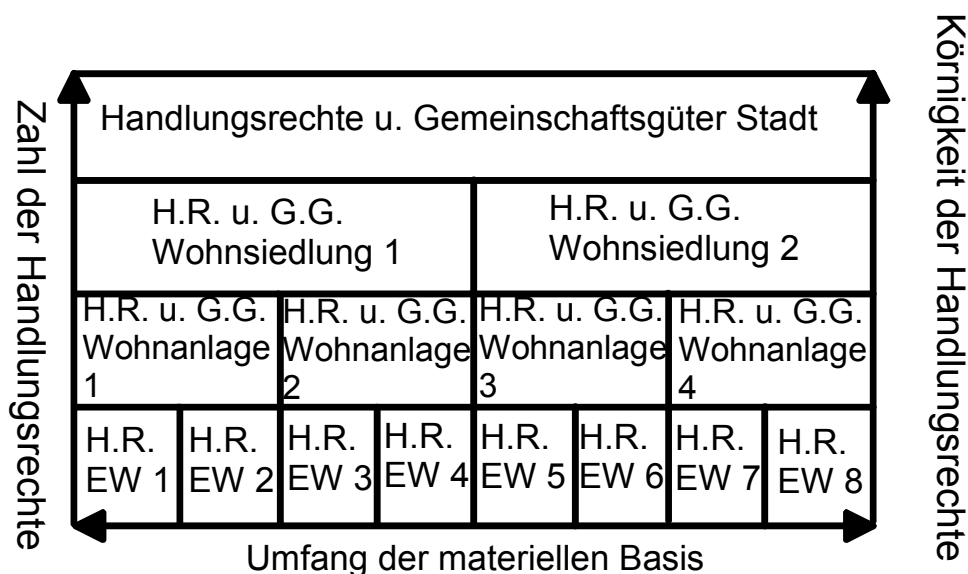 Zahl der Handlungsrechte
Körnigkeit der Handlungsrechte
Handlungsrechte u. Gemeinschaftsgüter Stadt
H.R. u. G.G.
Wohnsiedlung 1
H.R. u. G.G.
Wohnsiedlung 2
H.R. u. G.G.
Wohnanlage
1
H.R. u. G.G.
Wohnanlage
2
H.R. u. G.G.
Wohnanlage
3
H.R. u. G.G.
Wohnanlage
4
H.R.
EW 1
H.R.
EW 2
H.R.
EW 3
H.R.
EW 4
H.R.
EW 5
H.R.
EW 6
H.R.
EW 7
H.R.
EW 8
Umfang der materiellen Basis